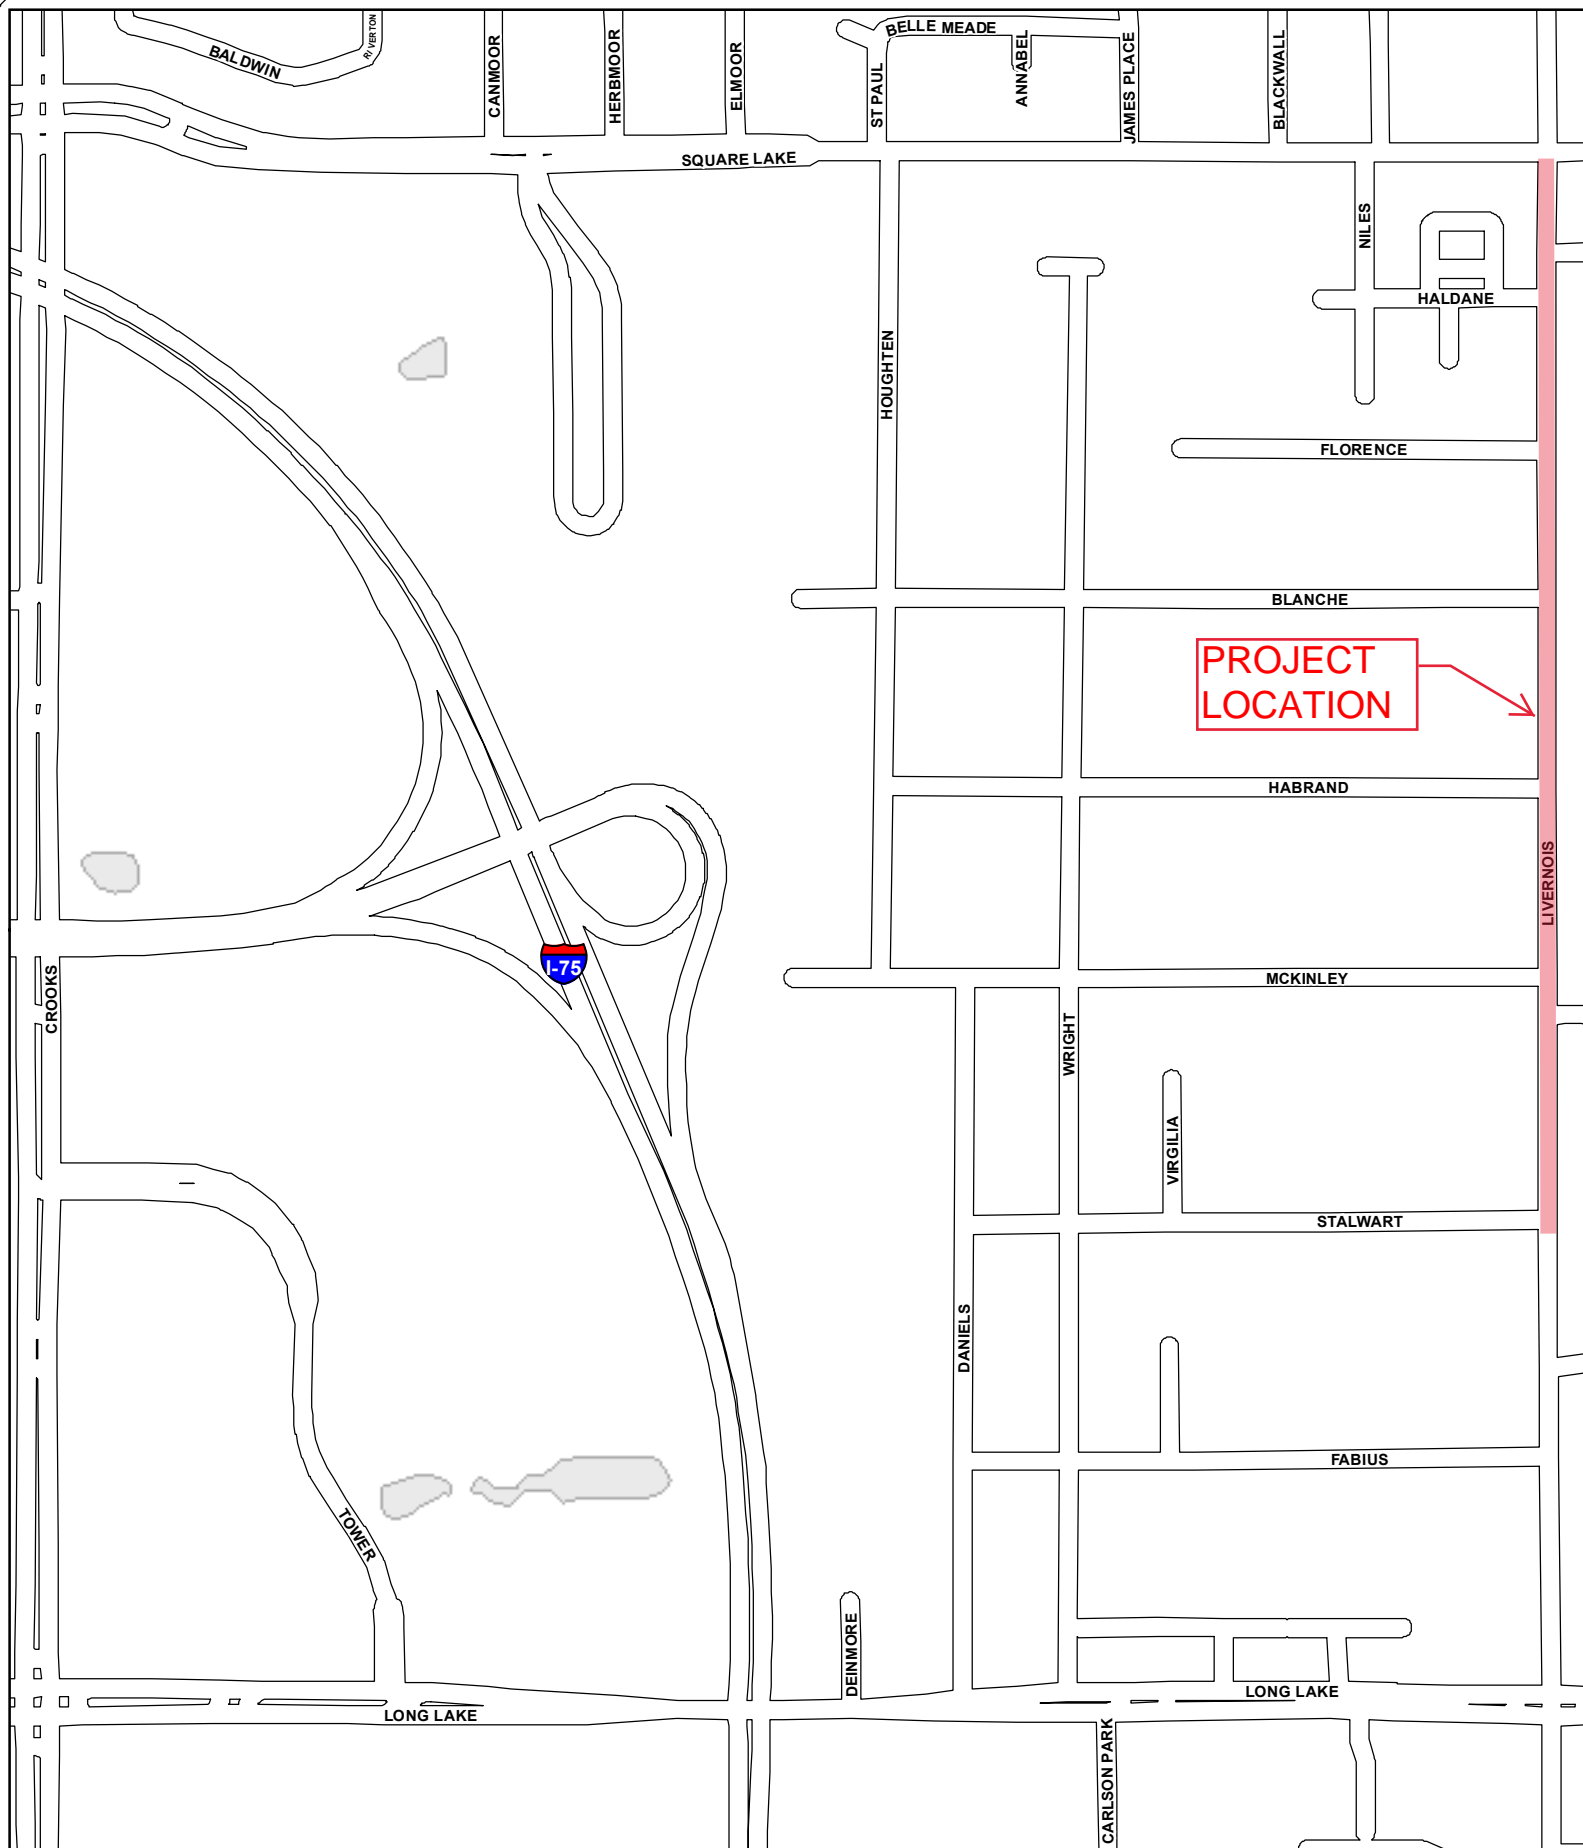 BELLE MEADE
RIVERTON
BALDWIN
CANMOOR
HERBMOOR
ELMOOR
ST PAUL
ANNABEL
JAMES PLACE
BLACKWALL
SQUARE LAKE
NILES
HALDANE
HOUGHTEN
FLORENCE
BLANCHE
PROJECT
LOCATION
HABRAND
LIVERNOIS
I-75
MCKINLEY
CROOKS
WRIGHT
VIRGILIA
STALWART
DANIELS
FABIUS
TOWER
DEINMORE
LONG LAKE
LONG LAKE
CARLSON PARK